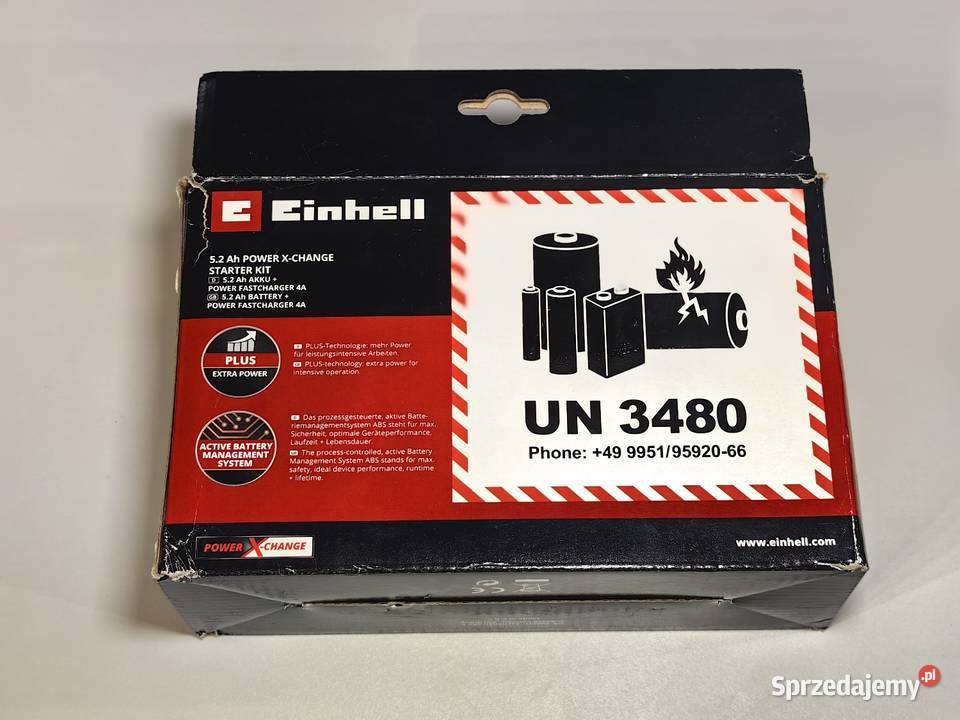 Einhell
5.2 Ah POWER X-CHANGE
STARTER KIT
D 5.2 Ah AKKU +
POWER FASTCHARGER 4A
GB 5.2 Ah BATTERY +
POWER FASTCHARGER 4A
PLUS
EXTRA POWER
PLUS-Technologie: mehr Power
für leistungsintensive Arbeiten.
PLUS-technology: extra power for
intensive operation.
ACTIVE BATTERY
MANAGEMENT
SYSTEM
Das prozessgesteuerte, aktive Batte-
riemanagementsystem ABS steht für max.
Sicherheit, optimale Geräteperformance,
Laufzeit + Lebensdauer.
The process-controlled, active Battery
Management System ABS stands for max.
safety, ideal device performance, runtime
+ lifetime.
UN 3480
Phone: +49 9951/95920-66
POWER X-CHANGE
www.einhell.com
CE
Sprzedajemy.pl